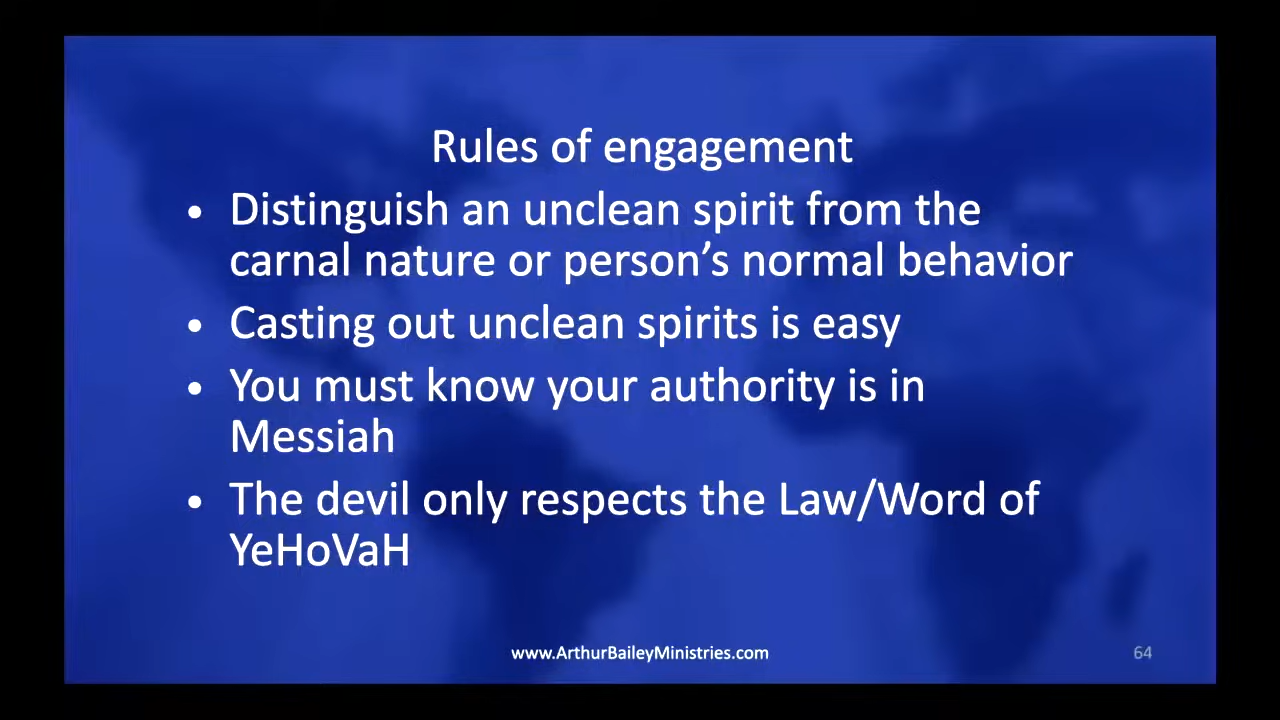 Rules of engagement
• Distinguish an unclean spirit from the
carnal nature or person’s normal behavior
• Casting out unclean spirits is easy
• You must know your authority is in
Messiah
• The devil only respects the Law/Word of
YeHoVaH
www.ArthurBaileyMinistries.com
64